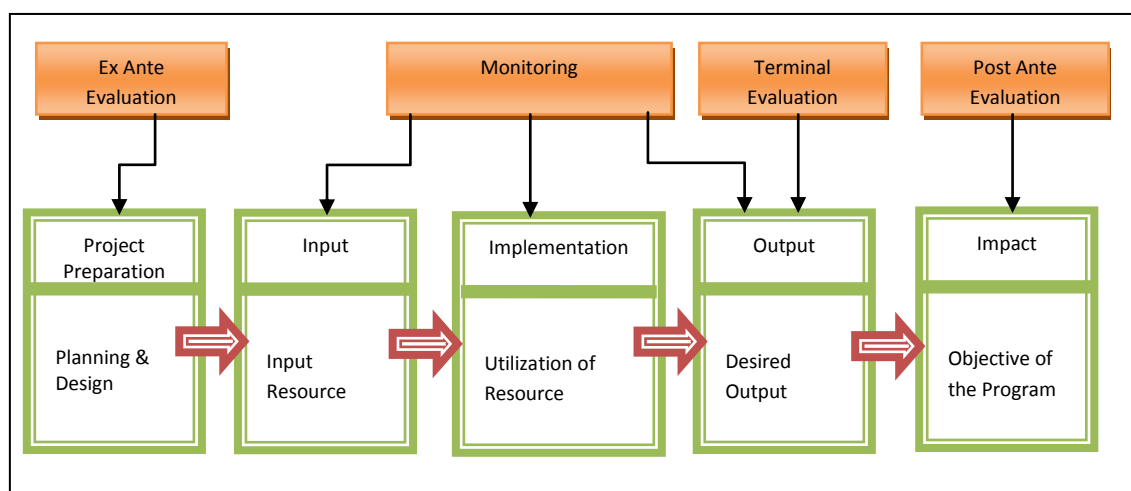 Ex Ante
Evaluation
Monitoring
Terminal
Evaluation
Post Ante
Evaluation
Project
Preparation
Input
Implementation
Output
Impact
Planning &
Design
Input
Resource
Utilization of
Resource
Desired
Output
Objective of
the Program